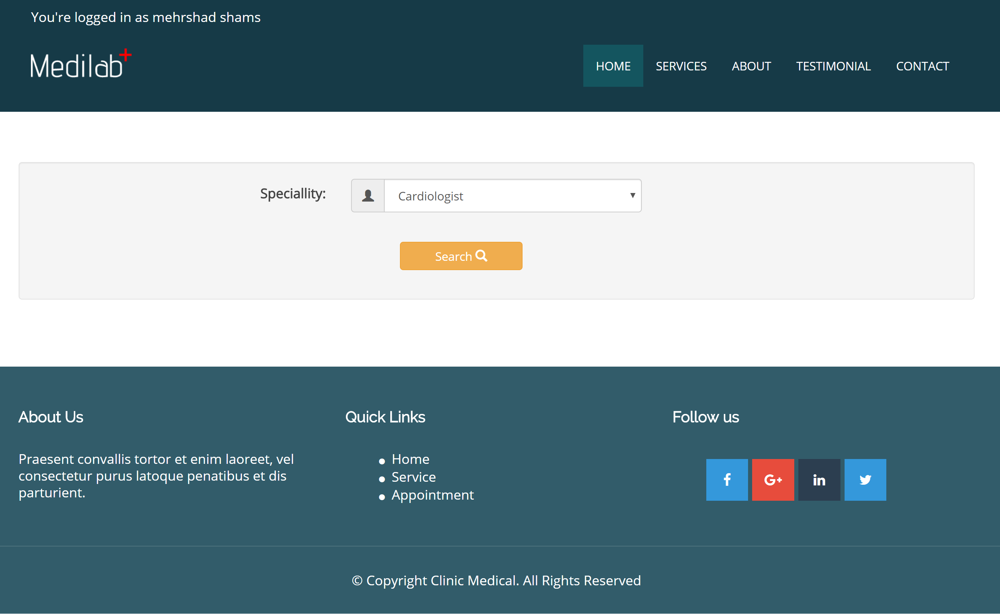 You're logged in as mehrshad shams
Medilab+
HOME SERVICES ABOUT TESTIMONIAL CONTACT
Speciallity: Cardiologist
Search
About Us
Praesent convallis tortor et enim laoreet, vel
consectetur purus latoque penatibus et dis
parturient.
Quick Links
Home
Service
Appointment
Follow us
f G+ in
© Copyright Clinic Medical. All Rights Reserved